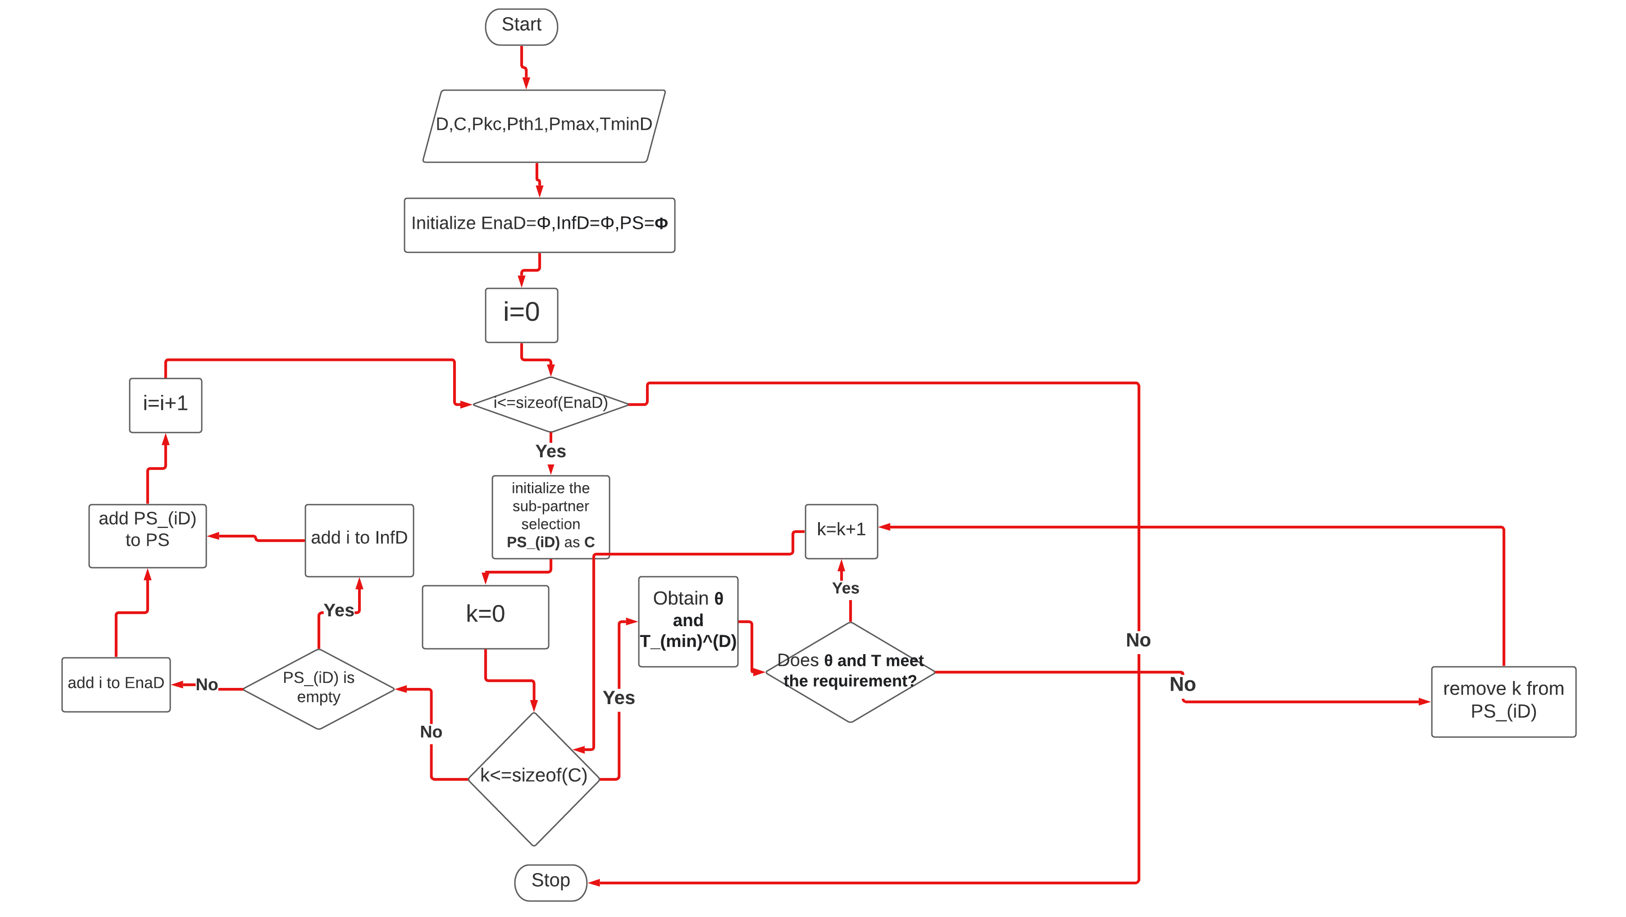 Start
D,C,Pkc,Pth1,Pmax,TminD
Initialize EnaD=Φ,InfD=Φ,PS=Φ
i=0
i=i+1
i<=sizeof(EnaD)
Yes
initialize the
sub-partner
selection
PS_(iD) as C
add PS_(iD)
to PS
add i to InfD
k=k+1
k=0
Obtain θ
and
T_(min)^(D)
Yes
Yes
No
Does θ and T meet
the requirement?
No
remove k from
PS_(iD)
add i to EnaD
No
PS_(iD) is
empty
Yes
No
k<=sizeof(C)
Stop